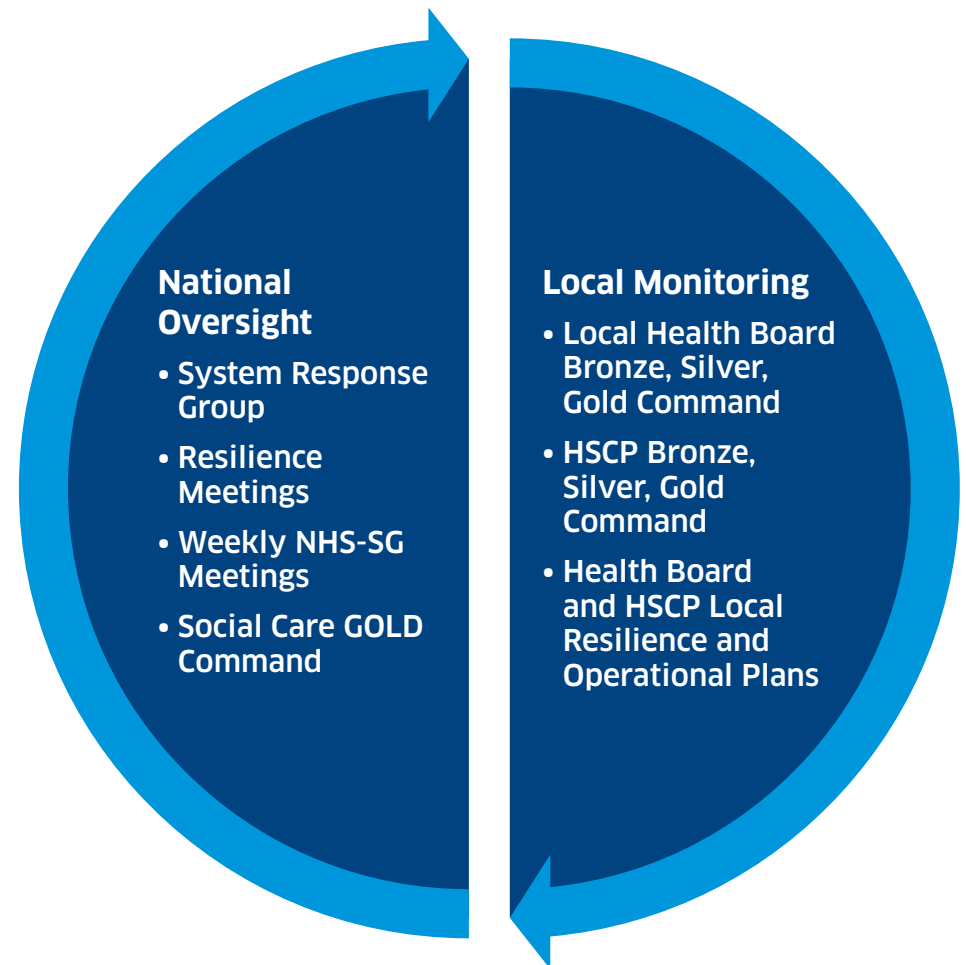 National
Oversight
• System Response
Group
• Resilience
Meetings
• Weekly NHS-SG
Meetings
• Social Care GOLD
Command
Local Monitoring
• Local Health Board
Bronze, Silver,
Gold Command
• HSCP Bronze,
Silver, Gold
Command
• Health Board
and HSCP Local
Resilience and
Operational Plans